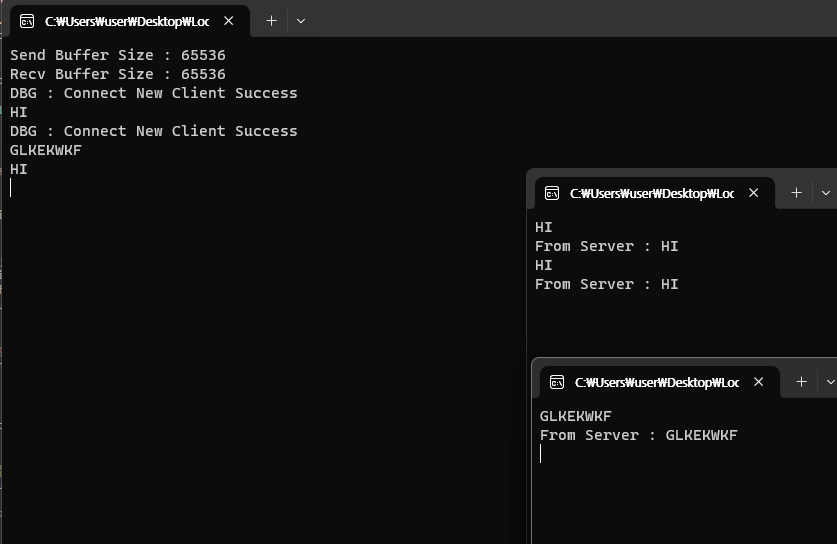 C:₩Users₩user₩Desktop₩Loc
Send Buffer Size : 65536
Recv Buffer Size : 65536
DBG : Connect New Client Success
HI
DBG : Connect New Client Success
GLKEKWKF
HI
C:₩Users₩user₩Desktop₩Loc
HI
From Server : HI
HI
From Server : HI
C:₩Users₩user₩Desktop₩Loc
GLKEKWKF
From Server : GLKEKWKF